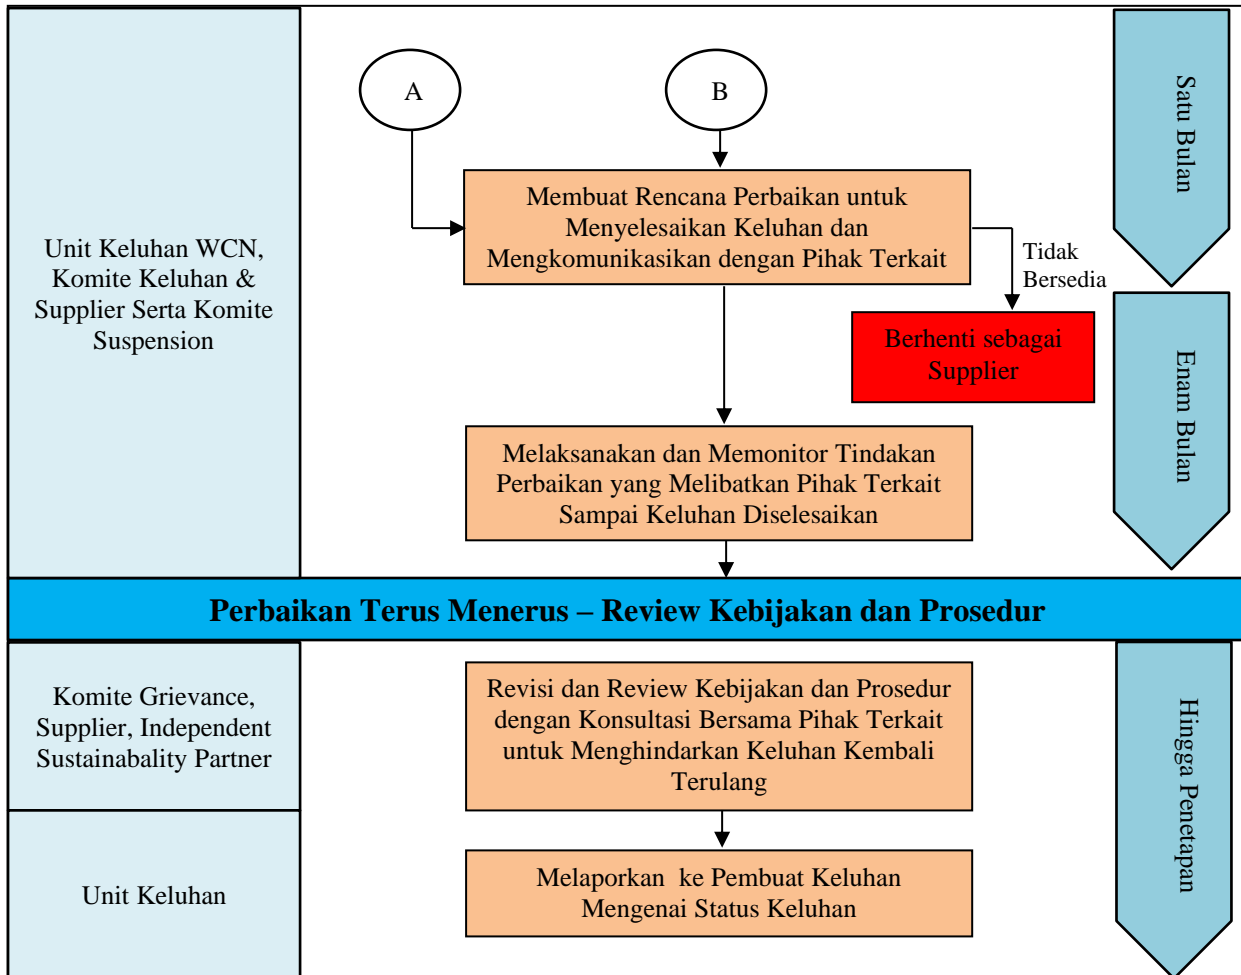 A
B
Satu Bulan
Unit Keluhan WCN,
Komite Keluhan &
Supplier Serta Komite
Suspension
Membuat Rencana Perbaikan untuk
Menyelesaikan Keluhan dan
Mengkomunikasikan dengan Pihak Terkait
Tidak
Bersedia
Berhenti sebagai
Supplier
Enam Bulan
Melaksanakan dan Memonitor Tindakan
Perbaikan yang Melibatkan Pihak Terkait
Sampai Keluhan Diselesaikan
Perbaikan Terus Menerus – Review Kebijakan dan Prosedur
Komite Grievance,
Supplier, Independent
Sustainabality Partner
Revisi dan Review Kebijakan dan Prosedur
dengan Konsultasi Bersama Pihak Terkait
untuk Menghindarkan Keluhan Kembali
Terulang
Hingga Penetapan
Unit Keluhan
Melaporkan ke Pembuat Keluhan
Mengenai Status Keluhan